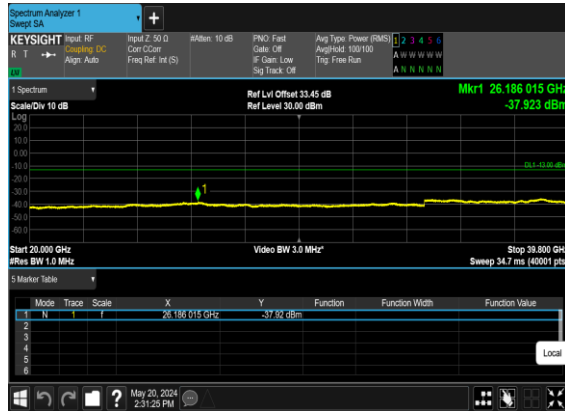 Spectrum Analyzer 1
Swept SA
+
KEYSIGHT Input: RF Input Z: 50 Ω #Atten: 10 dB PNO: Fast Avg Type: Power (RMS) 1 2 3 4 5 6
R T Coupling: DC Corr CCorr Gate: Off Avg|Hold: 100/100 A W W W W W
Align: Auto Freq Ref: Int (S) IF Gain: Low Trig: Free Run
Sig Track: Off A N N N N N
1 Spectrum Ref Lvl Offset 33.45 dB Mkr1 26.186 015 GHz
Scale/Div 10 dB Ref Level 30.00 dBm -37.923 dBm
Log
20.0
10.0
0.00
-10.0
DL1 -13.00 dBm
-20.0
1
-30.0
-40.0
-50.0
-60.0
Start 20.000 GHz Video BW 3.0 MHz* Stop 39.800 GHz
#Res BW 1.0 MHz Sweep 34.7 ms (40001 pts
5 Marker Table
Mode Trace Scale X Y Function Function Width Function Value
1 N 1 f 26.186 015 GHz -37.92 dBm
2
3
4
5
6
Local
? May 20, 2024
2:31:25 PM